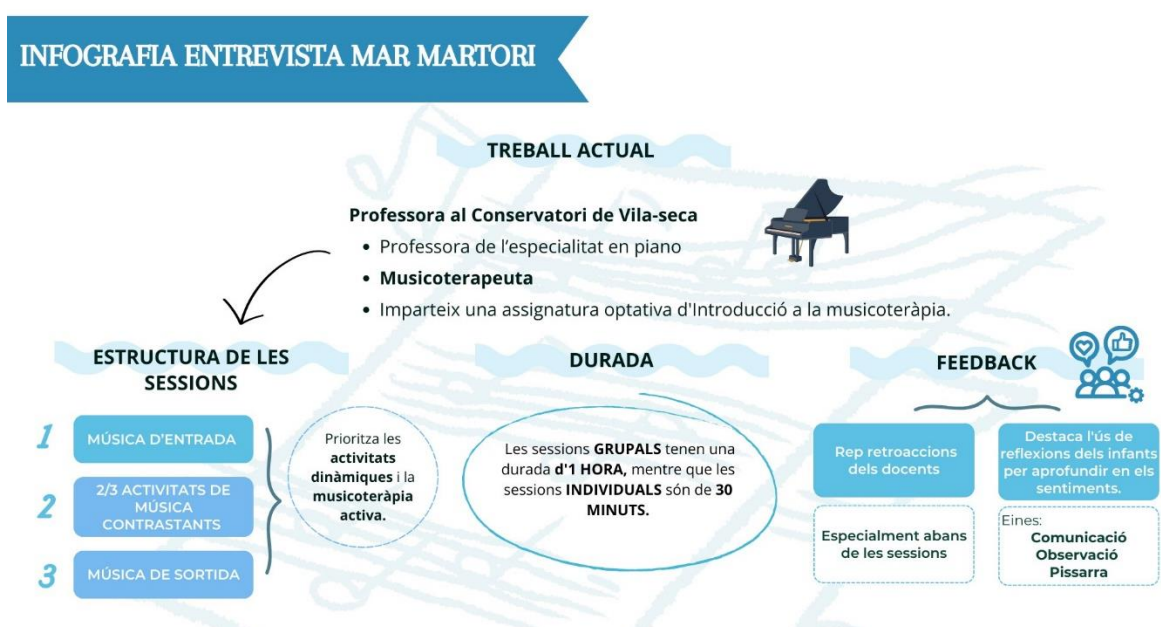 INFOGRAFIA ENTREVISTA MAR MARTORI
TREBALL ACTUAL
Professora al Conservatori de Vila-seca
• Professora de l'especialitat en piano
• Musicoterapeuta
• Imparteix una assignatura optativa d'Introducció a la musicoteràpia.
ESTRUCTURA DE LES
SESSIONS
1 MÚSICA D'ENTRADA
2 2/3 ACTIVITATS DE
MÚSICA
CONTRASTANTS
3 MÚSICA DE SORTIDA
Prioritza les
activitats
dinàmiques i la
musicoteràpia
activa.
DURADA
Les sessions GRUPALS tenen una
durada d'1 HORA, mentre que les
sessions INDIVIDUALS són de 30
MINUTS.
FEEDBACK
Rep retroaccions
dels docents
Especialment abans
de les sessions
Destaca l'ús de
reflexions dels infants
per aprofundir en els
sentiments.
Eines:
Comunicació
Observació
Pissarra